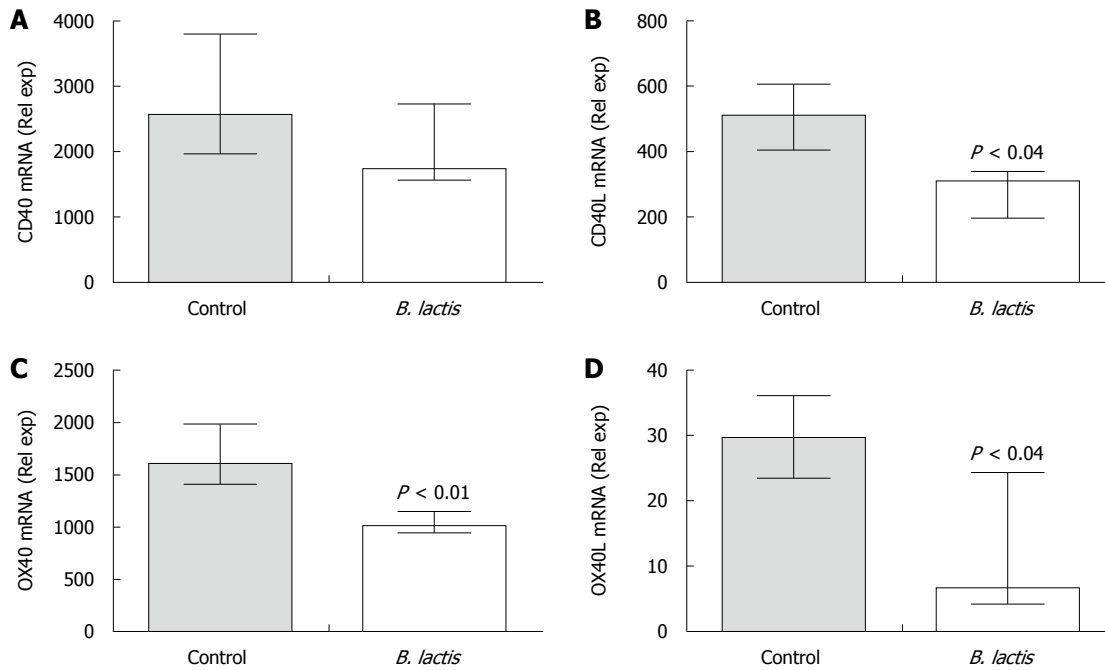 A
CD40 mRNA (Rel exp)
4000
3000
2000
1000
0
Control
B. lactis
B
CD40L mRNA (Rel exp)
800
600
400
200
0
P < 0.04
Control
B. lactis
C
OX40 mRNA (Rel exp)
2500
2000
1500
1000
500
0
P < 0.01
Control
B. lactis
D
OX40L mRNA (Rel exp)
40
30
20
10
0
P < 0.04
Control
B. lactis